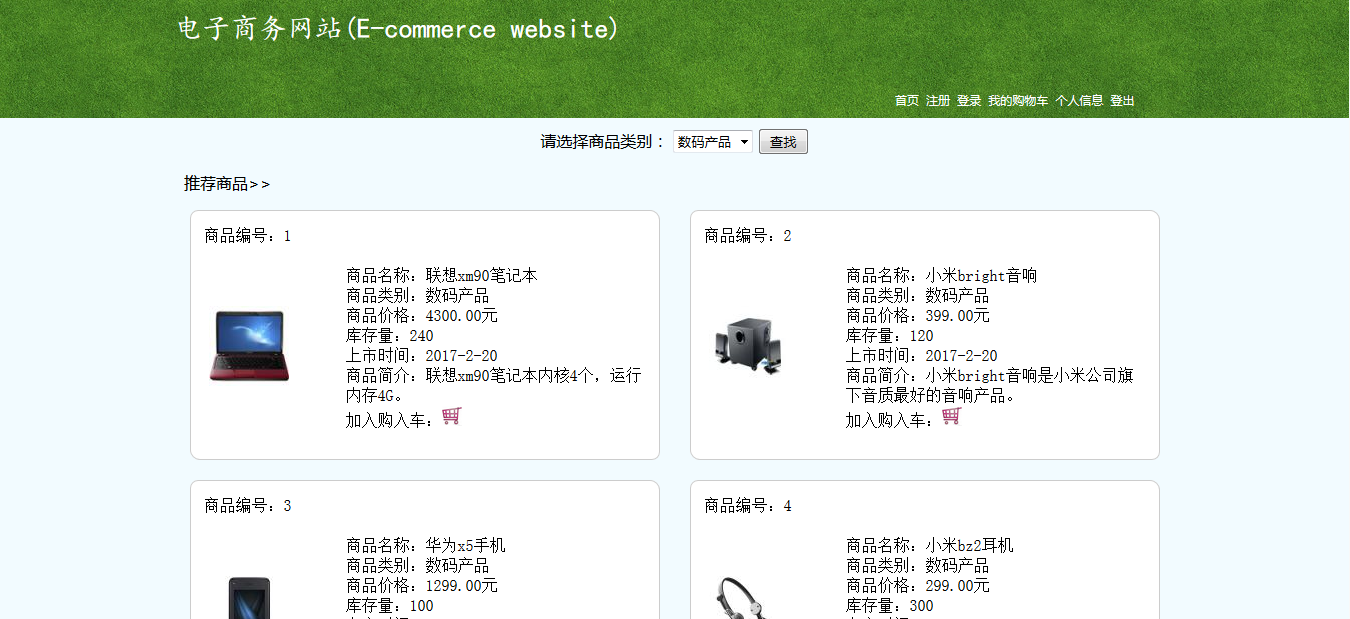 电子商务网站(E-commerce website)
首页 注册 登录 我的购物车 个人信息 登出
请选择商品类别： 数码产品 查找
推荐商品>>
商品编号：1
商品名称：联想xm90笔记本
商品类别：数码产品
商品价格：4300.00元
库存量：240
上市时间：2017-2-20
商品简介：联想xm90笔记本内核4个，运行
内存4G。
加入购入车：
商品编号：2
商品名称：小米bright音响
商品类别：数码产品
商品价格：399.00元
库存量：120
上市时间：2017-2-20
商品简介：小米bright音响是小米公司旗
下音质最好的音响产品。
加入购入车：
商品编号：3
商品名称：华为x5手机
商品类别：数码产品
商品价格：1299.00元
库存量：100
商品编号：4
商品名称：小米bz2耳机
商品类别：数码产品
商品价格：299.00元
库存量：300